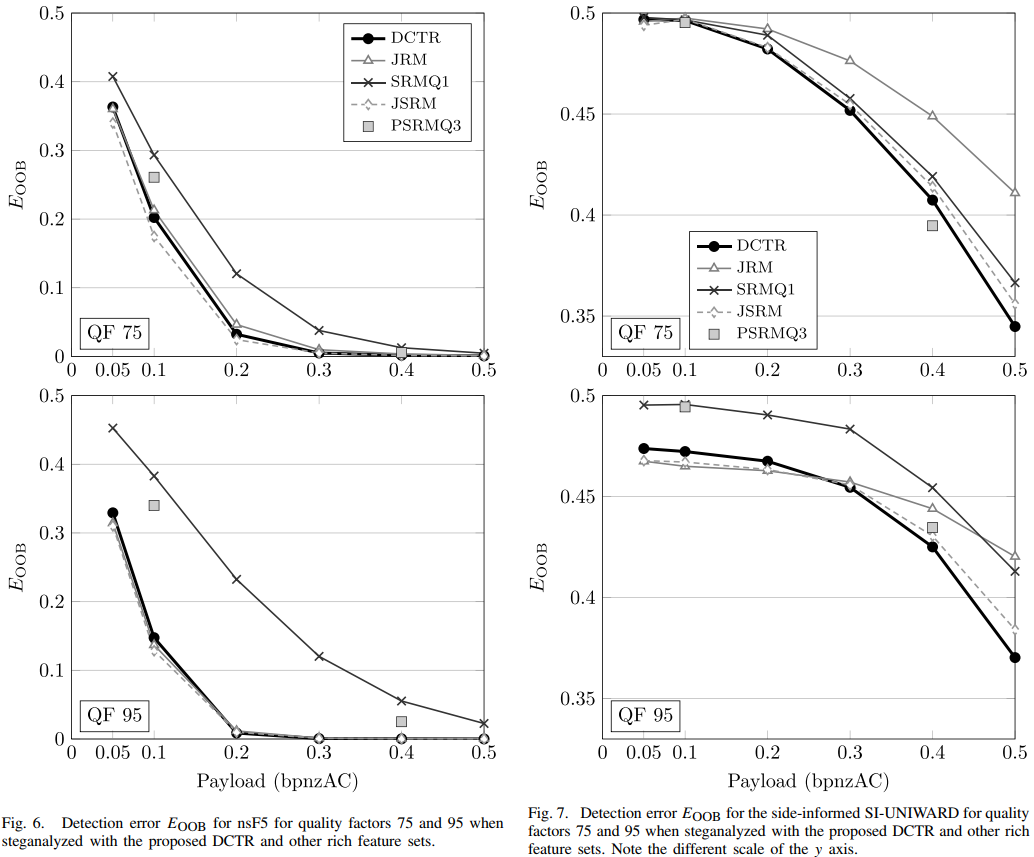 0.5
0.4
0.3
0.2
0.1
0
E_OOB
DCTR
JRM
SRMQ1
JSRM
PSRMQ3
QF 75
0 0.05 0.1 0.2 0.3 0.4 0.5
0.5
0.4
0.3
0.2
0.1
0
E_OOB
QF 95
0 0.05 0.1 0.2 0.3 0.4 0.5
Payload (bpnzAC)
Fig. 6. Detection error E_OOB for nsF5 for quality factors 75 and 95 when
steganalyzed with the proposed DCTR and other rich feature sets.
0.5
0.45
0.4
0.35
E_OOB
DCTR
JRM
SRMQ1
JSRM
PSRMQ3
QF 75
0 0.05 0.1 0.2 0.3 0.4 0.5
0.5
0.45
0.4
0.35
E_OOB
QF 95
0 0.05 0.1 0.2 0.3 0.4 0.5
Payload (bpnzAC)
Fig. 7. Detection error E_OOB for the side-informed SI-UNIWARD for quality
factors 75 and 95 when steganalyzed with the proposed DCTR and other rich
feature sets. Note the different scale of the y axis.